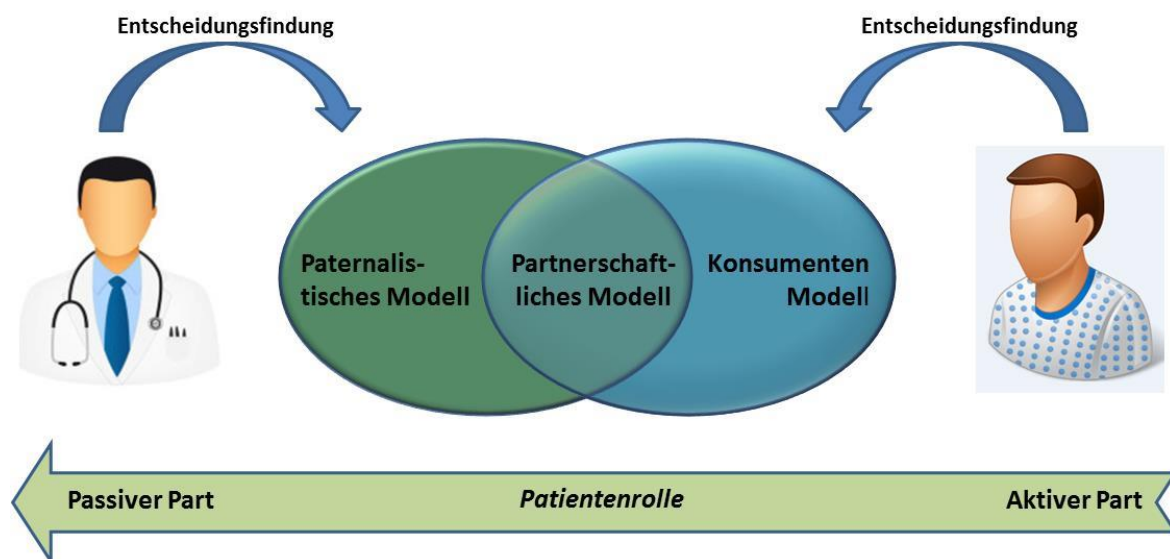 Entscheidungsfindung
Entscheidungsfindung
Paternalis-
tisches Modell
Partnerschaft-
liches Modell
Konsumenten
Modell
Passiver Part
Patientenrolle
Aktiver Part